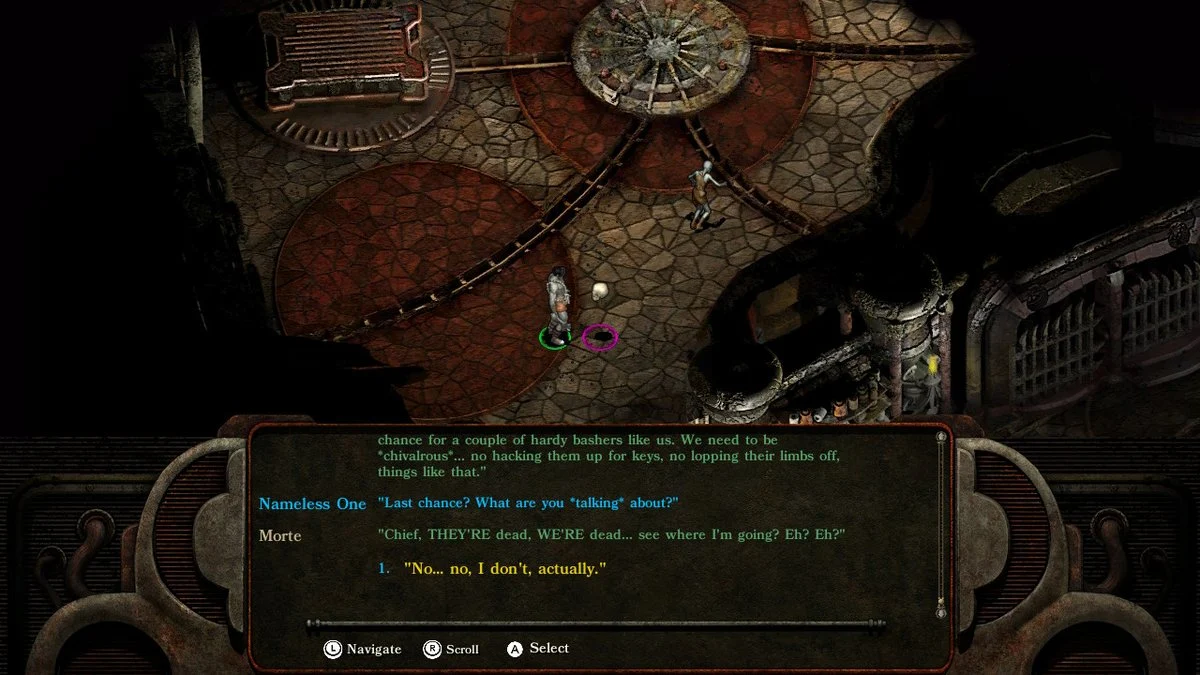 chance for a couple of hardy bashers like us. We need to be
*chivalrous*... no hacking them up for keys, no lopping their limbs off,
things like that."
Nameless One "Last chance? What are you *talking* about?"
Morte "Chief, THEY'RE dead, WE'RE dead... see where I'm going? Eh? Eh?"
1. "No... no, I don't, actually."
L Navigate R Scroll A Select